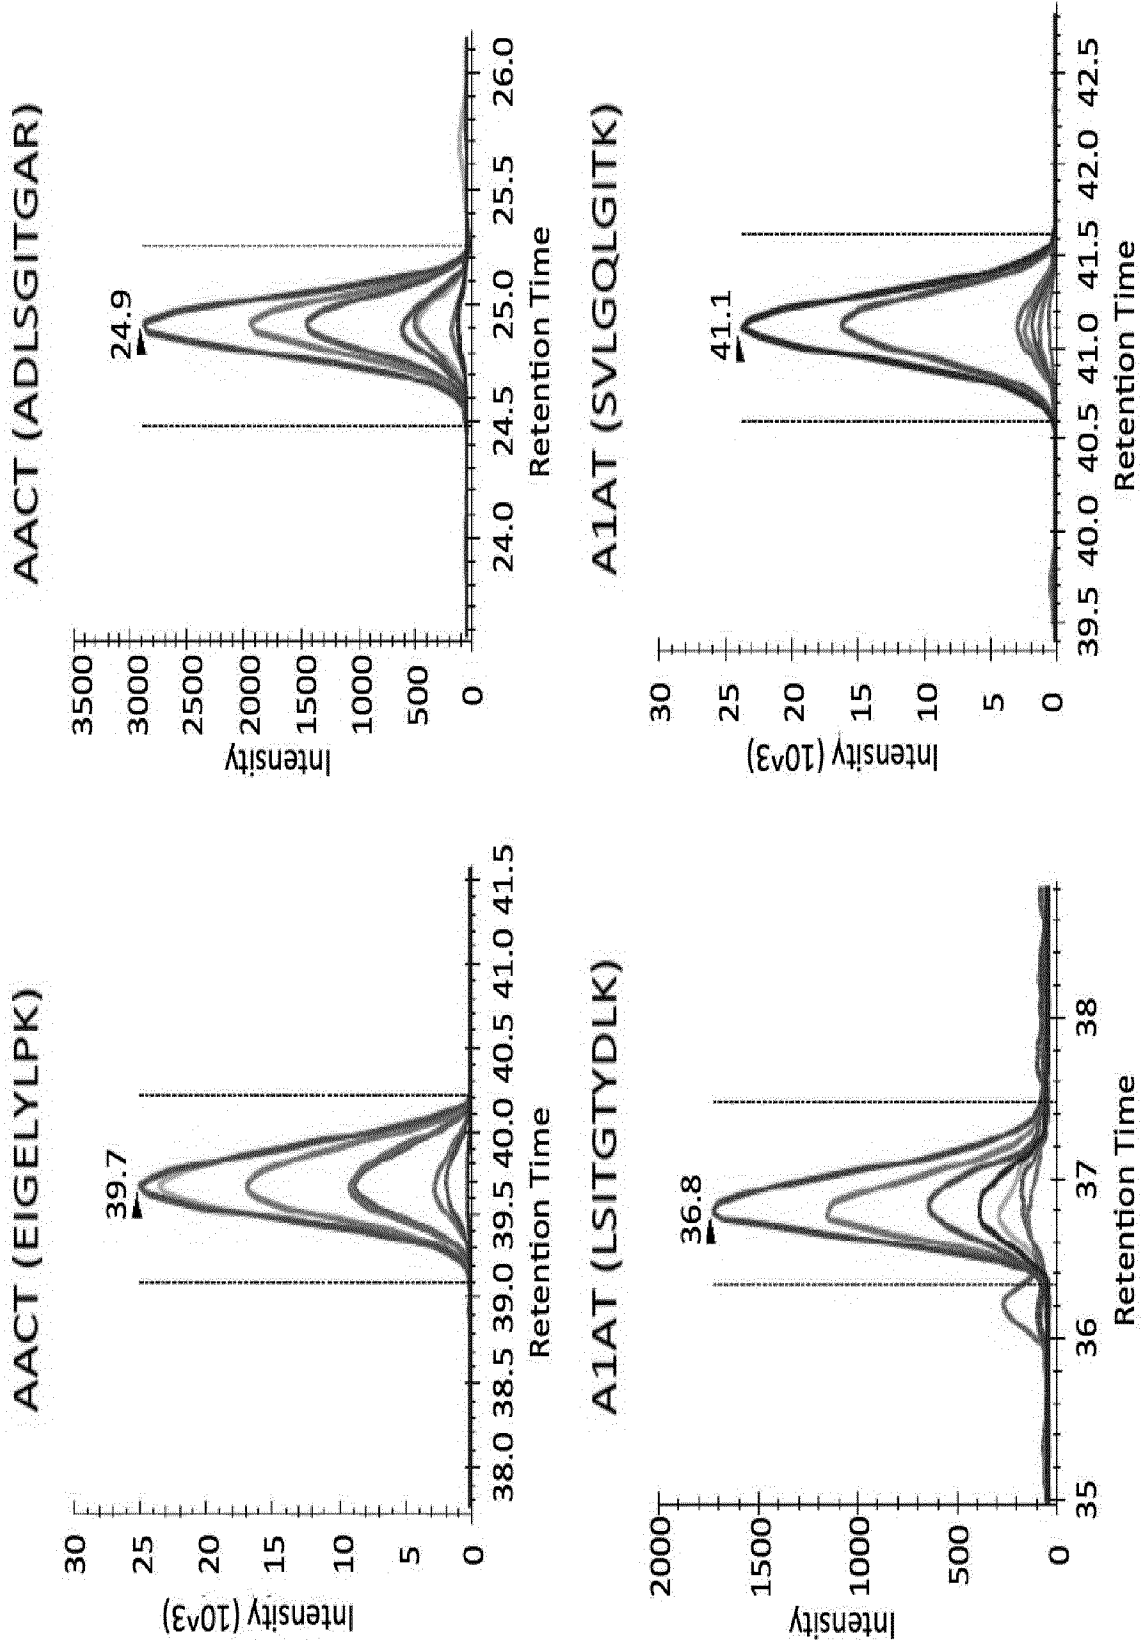 AACT (EIGELYLPK)
Intensity (10^3)
30
25
20
15
10
5
0
39.7
38.0 38.5 39.0 39.5 40.0 40.5 41.0 41.5
Retention Time
AACT (ADLSGITGAR)
Intensity
3500
3000
2500
2000
1500
1000
500
0
24.9
24.0 24.5 25.0 25.5 26.0
Retention Time
A1AT (LSITGTYDLK)
Intensity
2000
1500
1000
500
0
36.8
35 36 37 38
Retention Time
A1AT (SVLGQLGITK)
Intensity (10^3)
30
25
20
15
10
5
0
41.1
39.5 40.0 40.5 41.0 41.5 42.0 42.5
Retention Time